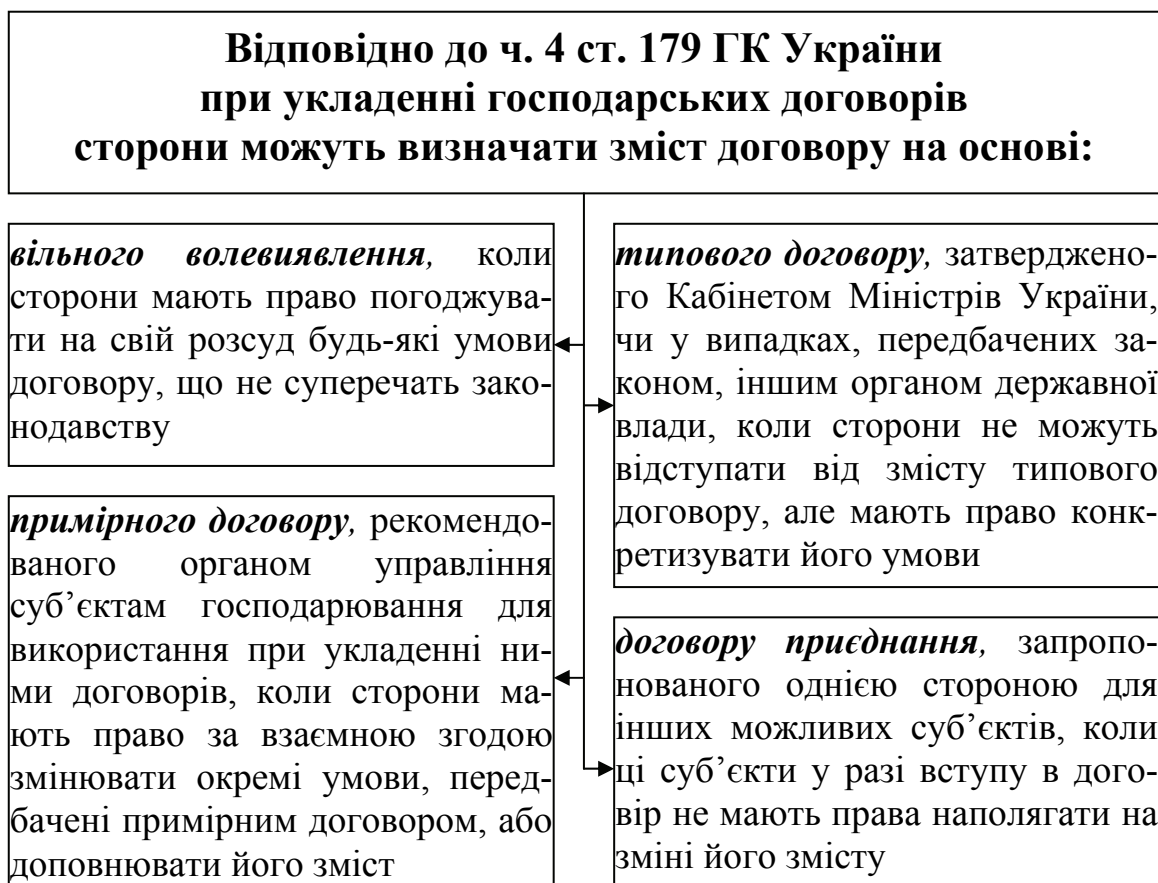 Відповідно до ч. 4 ст. 179 ГК України
при укладенні господарських договорів
сторони можуть визначати зміст договору на основі:
вільного волевиявлення, коли
сторони мають право погоджува-
ти на свій розсуд будь-які умови
договору, що не суперечать зако-
нодавству
примірного договору, рекомендо-
ваного органом управління
суб’єктам господарювання для
використання при укладенні ни-
ми договорів, коли сторони ма-
ють право за взаємною згодою
змінювати окремі умови, перед-
бачені примірним договором, або
доповнювати його зміст
типового договору, затверджено-
го Кабінетом Міністрів України,
чи у випадках, передбачених за-
коном, іншим органом державної
влади, коли сторони не можуть
відступати від змісту типового
договору, але мають право конк-
ретизувати його умови
договору приєднання, запропо-
нованого однією стороною для
інших можливих суб’єктів, коли
ці суб’єкти у разі вступу в дого-
вір не мають права наполягати на
зміні його змісту